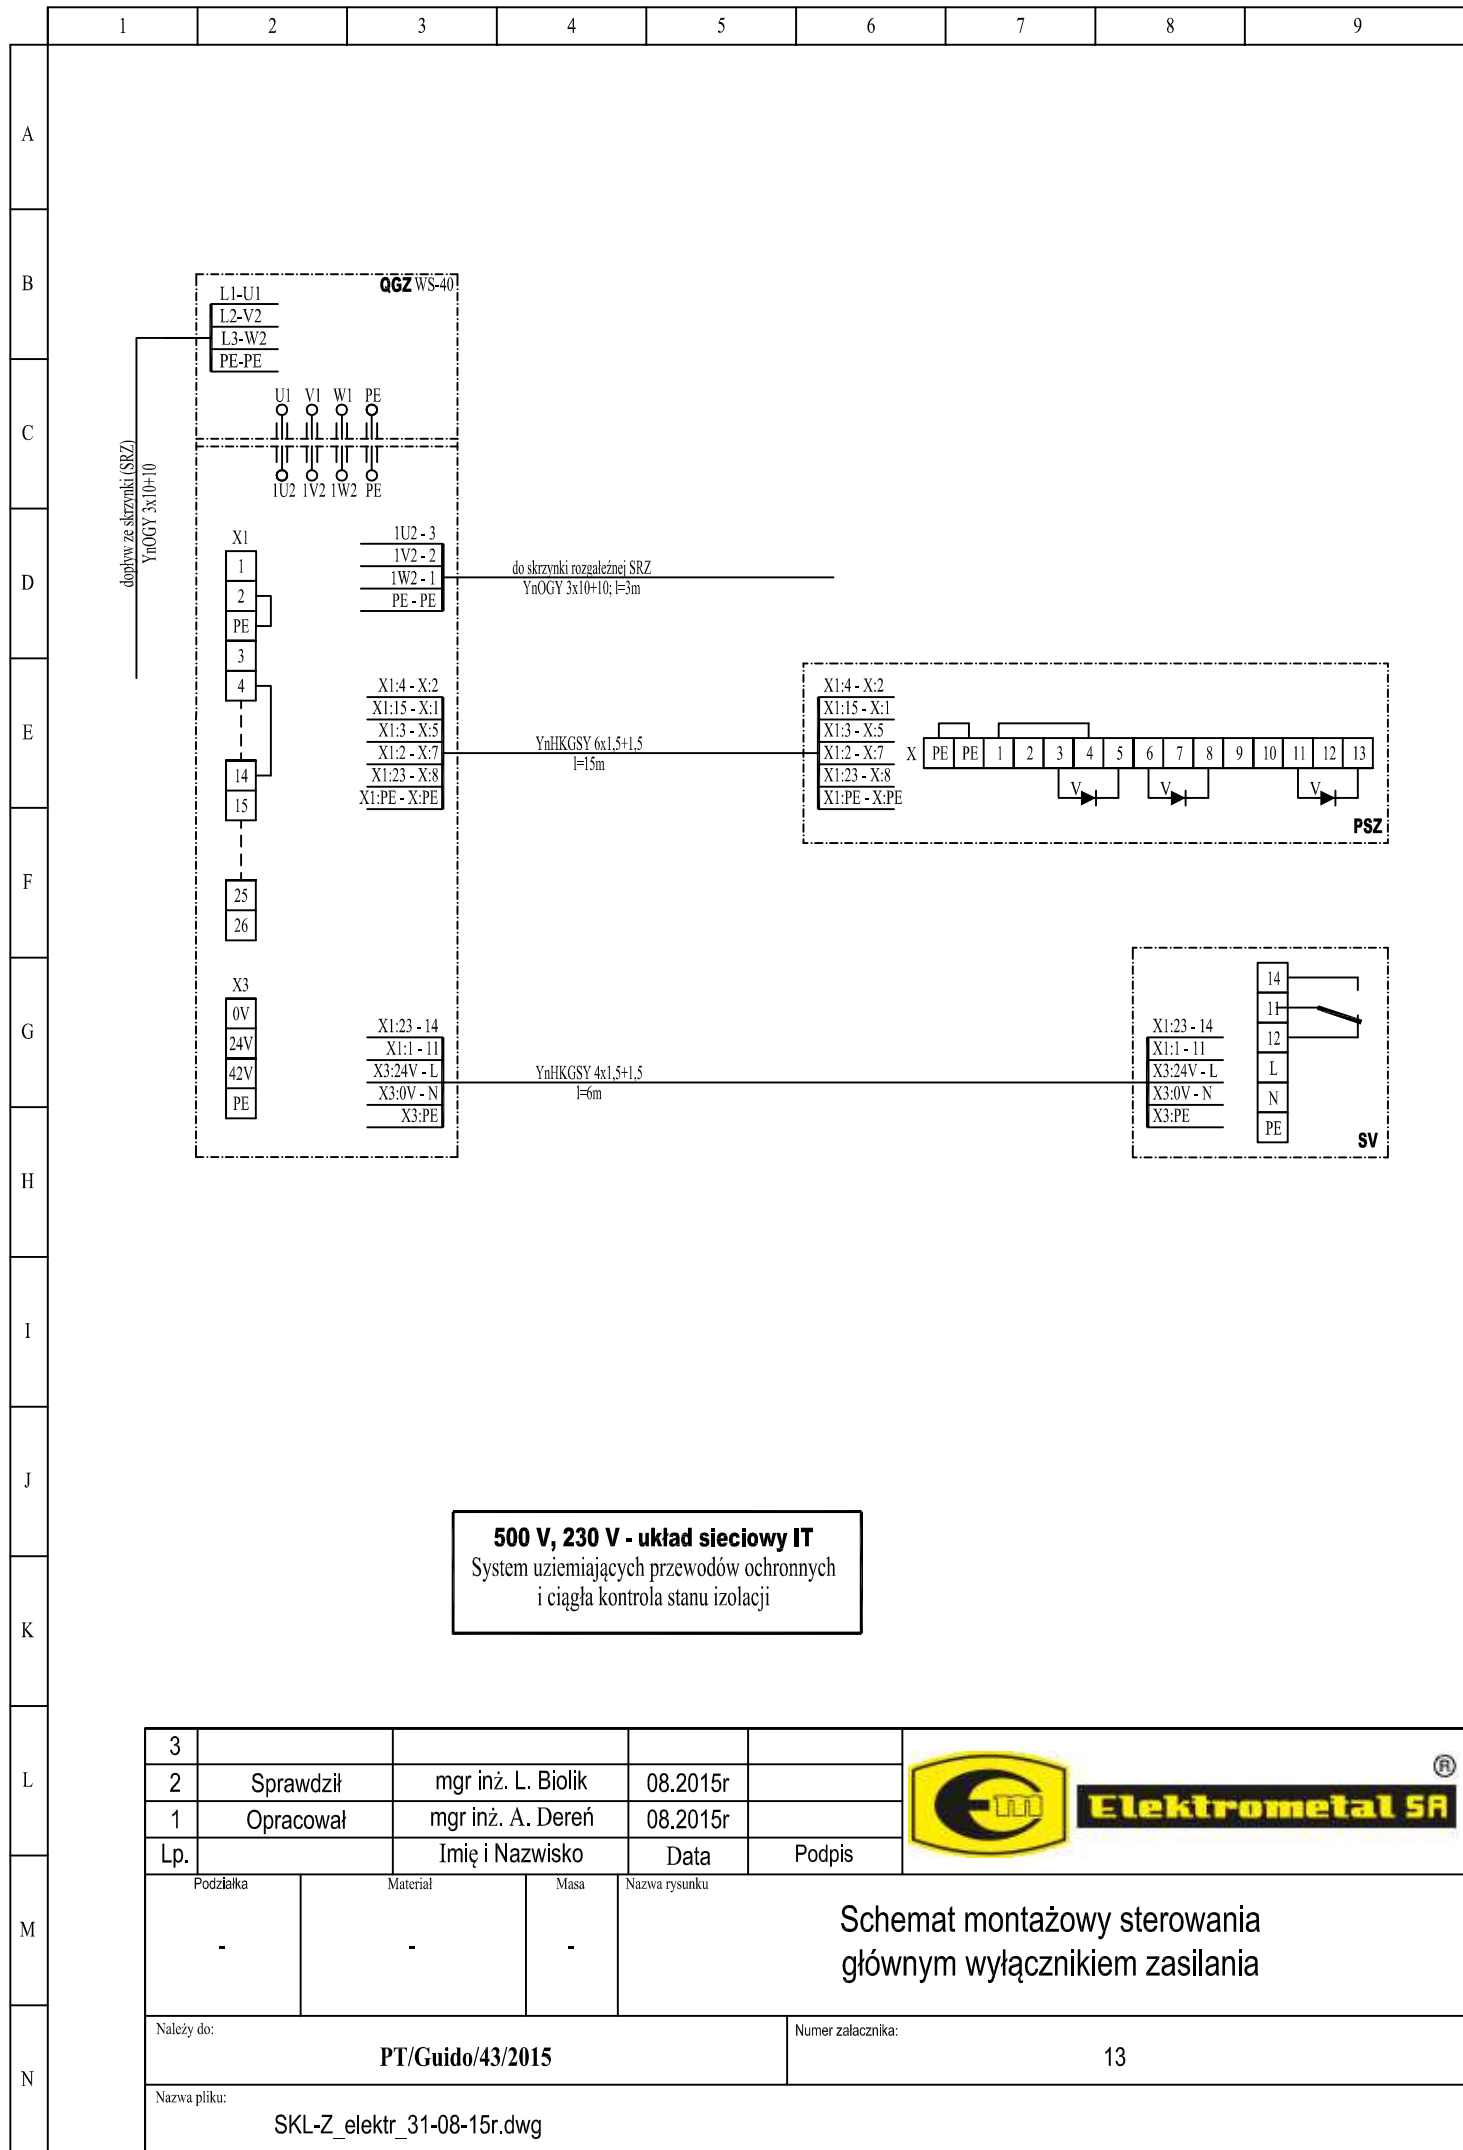 1 2 3 4 5 6 7 8 9
A
B
C
D
E
F
G
H
I
J
K
L
M
N
QGZ WS-40
L1-U1
L2-V2
L3-W2
PE-PE
U1 V1 W1 PE
1U2 1V2 1W2 PE
dopływ ze skrzynki (SRZ)
YnOGY 3x10+10
X1
1
2
PE
3
4
14
15
25
26
X3
0V
24V
42V
PE
1U2 - 3
1V2 - 2
1W2 - 1
PE - PE
do skrzynki rozgałeźnej SRZ
YnOGY 3x10+10; l=3m
X1:4 - X:2
X1:15 - X:1
X1:3 - X:5
X1:2 - X:7
X1:23 - X:8
X1:PE - X:PE
YnHKGSY 6x1,5+1,5
l=15m
X1:4 - X:2
X1:15 - X:1
X1:3 - X:5
X1:2 - X:7
X1:23 - X:8
X1:PE - X:PE
X PE PE 1 2 3 4 5 6 7 8 9 10 11 12 13
V V V
PSZ
X1:23 - 14
X1:1 - 11
X3:24V - L
X3:0V - N
X3:PE
YnHKGSY 4x1,5+1,5
l=6m
X1:23 - 14
X1:1 - 11
X3:24V - L
X3:0V - N
X3:PE
14
11
12
L
N
PE
SV
500 V, 230 V - układ sieciowy IT
System uziemiających przewodów ochronnych
i ciągła kontrola stanu izolacji
3
2 Sprawdził mgr inż. L. Biolik 08.2015r
1 Opracował mgr inż. A. Dereń 08.2015r
Lp. Imię i Nazwisko Data Podpis
Em Elektrometal SA ®
Podziałka Materiał Masa Nazwa rysunku
- - -
Schemat montażowy sterowania
głównym wyłącznikiem zasilania
Należy do:
PT/Guido/43/2015
Numer załacznika:
13
Nazwa pliku:
SKL-Z_elektr_31-08-15r.dwg